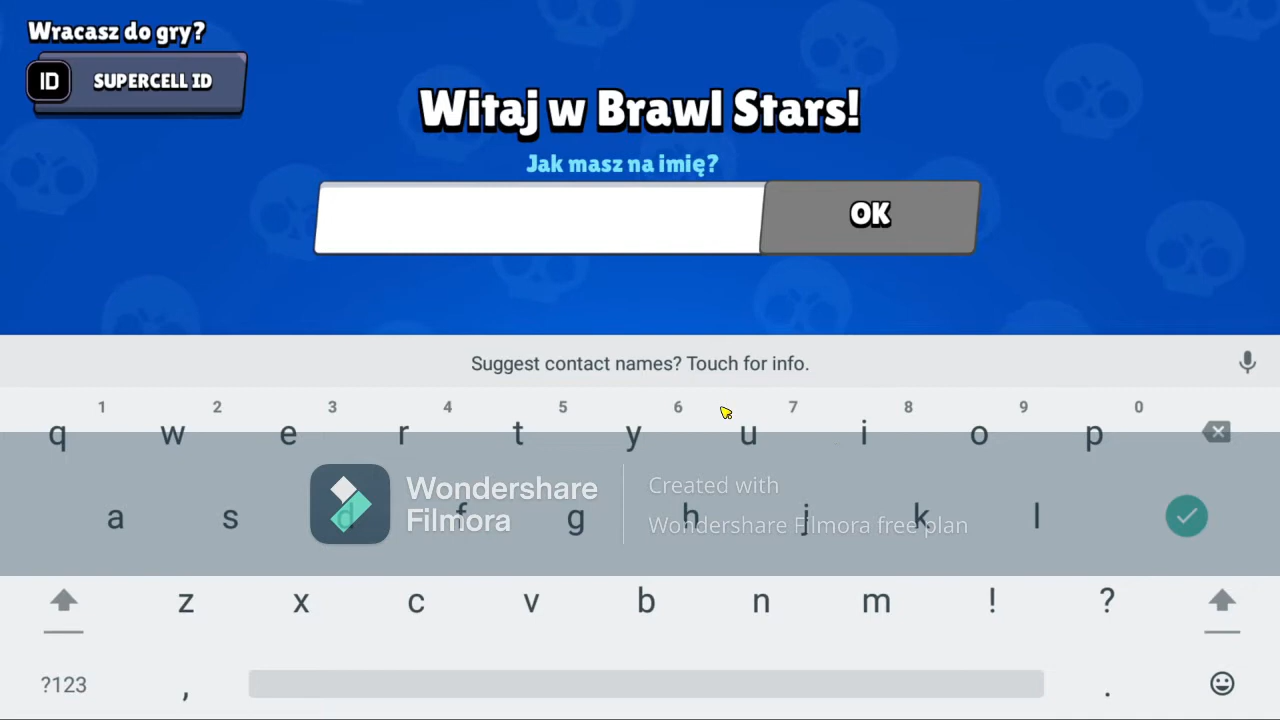 Wracasz do gry?
ID SUPERCELL ID
Witaj w Brawl Stars!
Jak masz na imię?
OK
Suggest contact names? Touch for info.
1 2 3 4 5 6 7 8 9 0
q w e r t y u i o p
a s d f g h j k l
Wondershare
Filmora
Created with
Wondershare Filmora free plan
z x c v b n m ! ?
?123 , .